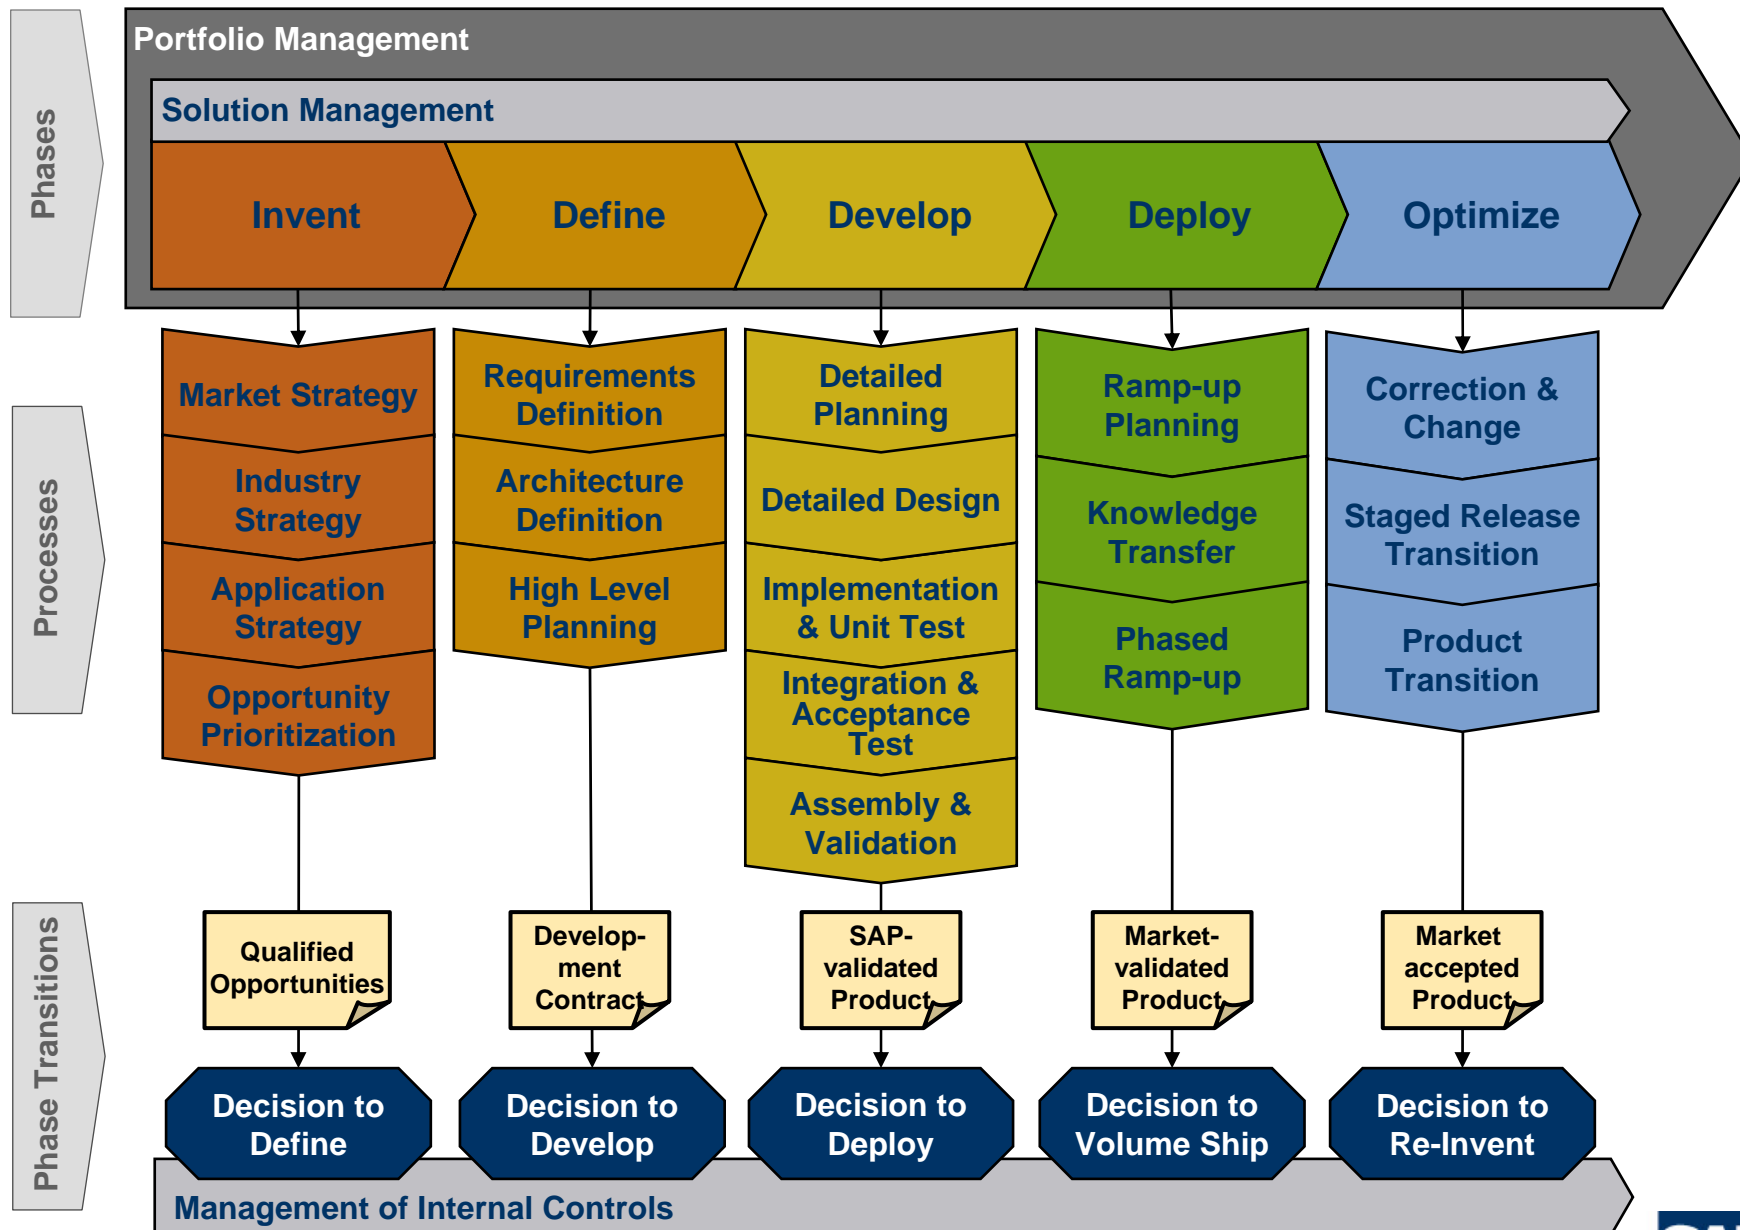 Portfolio Management
Solution Management
Phases
Invent
Define
Develop
Deploy
Optimize
Processes
Market Strategy
Industry
Strategy
Application
Strategy
Opportunity
Prioritization
Requirements
Definition
Architecture
Definition
High Level
Planning
Detailed
Planning
Detailed Design
Implementation
& Unit Test
Integration &
Acceptance
Test
Assembly &
Validation
Ramp-up
Planning
Knowledge
Transfer
Phased
Ramp-up
Correction &
Change
Staged Release
Transition
Product
Transition
Phase Transitions
Qualified
Opportunities
Develop-
ment
Contract
SAP-
validated
Product
Market-
validated
Product
Market
accepted
Product
Decision to
Define
Decision to
Develop
Decision to
Deploy
Decision to
Volume Ship
Decision to
Re-Invent
Management of Internal Controls